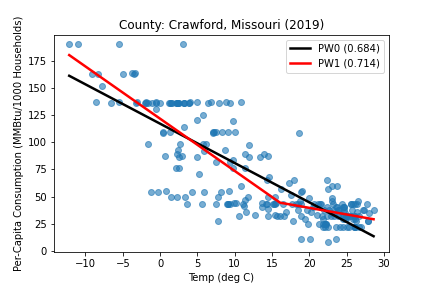 County: Crawford, Missouri (2019)
Per-Capita Consumption (MMBtu/1000 Households)
175
150
125
100
75
50
25
0
PW0 (0.684)
PW1 (0.714)
−10 −5 0 5 10 15 20 25 30
Temp (deg C)